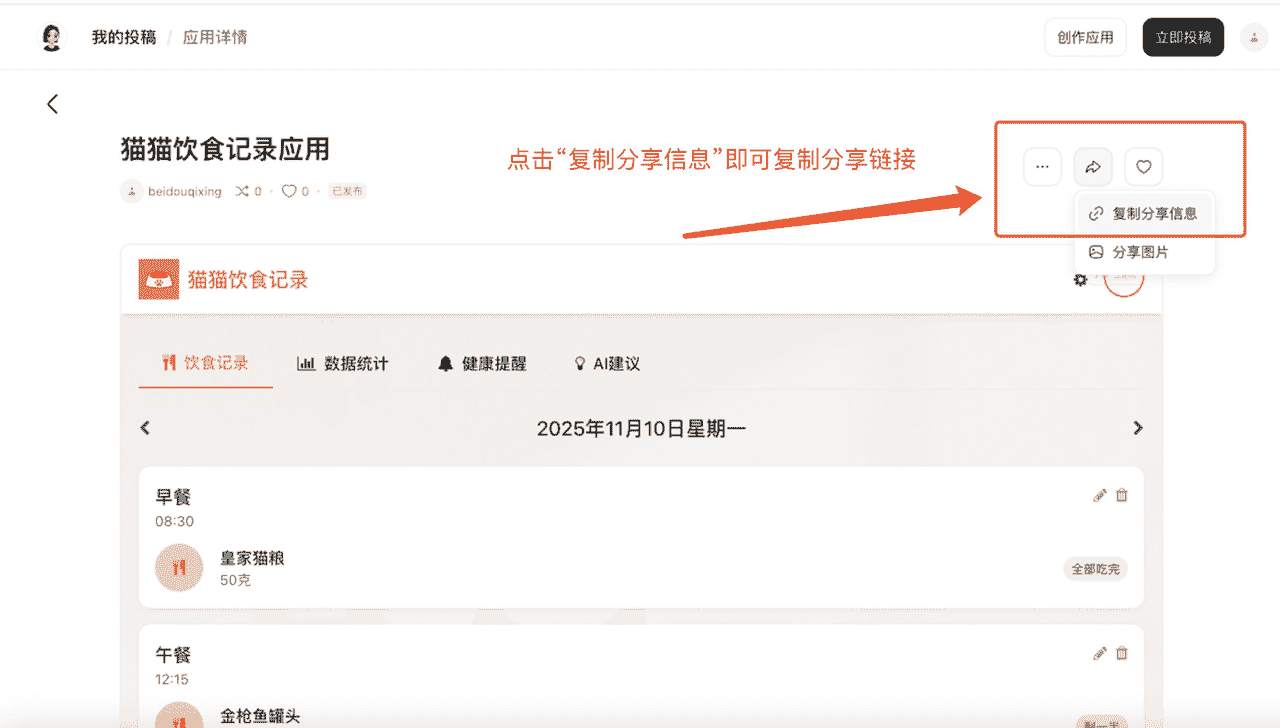 我的投稿 / 应用详情
创作应用
立即投稿
猫猫饮食记录应用
点击“复制分享信息”即可复制分享链接
beidouqixing 0 · 0 · 已发布
复制分享信息
分享图片
猫猫饮食记录
饮食记录
数据统计
健康提醒
AI建议
2025年11月10日星期一
早餐
08:30
皇家猫粮
50克
全部吃完
午餐
12:15
金枪鱼罐头
剩一半